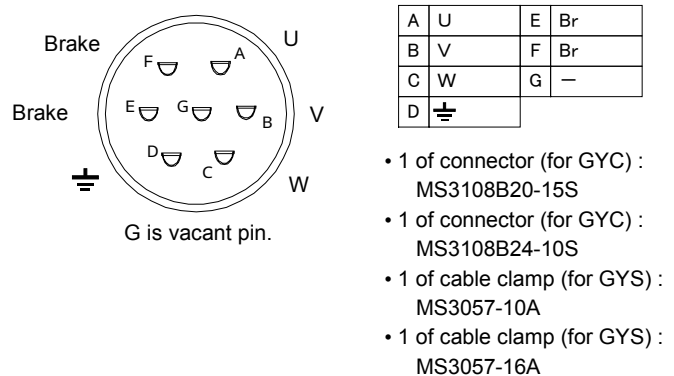 Brake
U
F
A
Brake
E
G
B
V
D
C
W
G is vacant pin.
A U E Br
B V F Br
C W G －
D ⏚
• 1 of connector (for GYC) :
MS3108B20-15S
• 1 of connector (for GYC) :
MS3108B24-10S
• 1 of cable clamp (for GYS) :
MS3057-10A
• 1 of cable clamp (for GYS) :
MS3057-16A